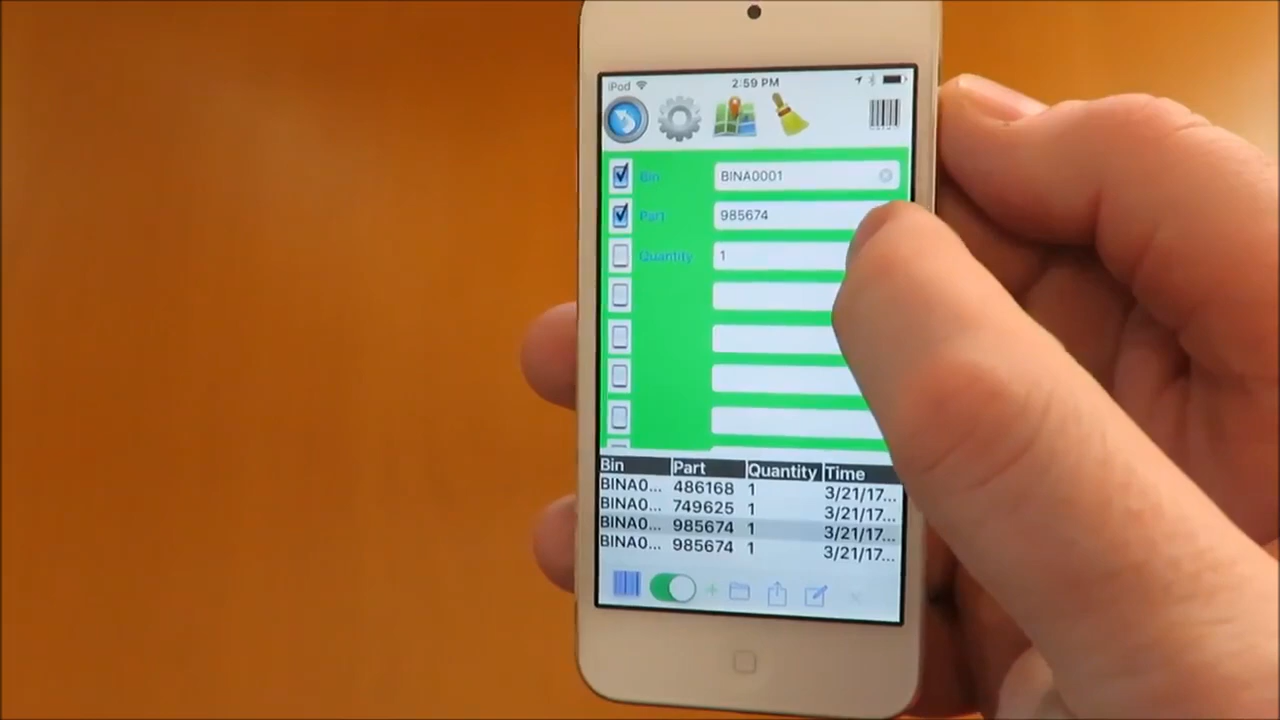 iPod 2:59 PM
Bin BINA0001
Part 985674
Quantity 1
Bin Part Quantity Time
BINA0... 486168 1 3/21/17...
BINA0... 749625 1 3/21/17...
BINA0... 985674 1 3/21/17...
BINA0... 985674 1 3/21/17...